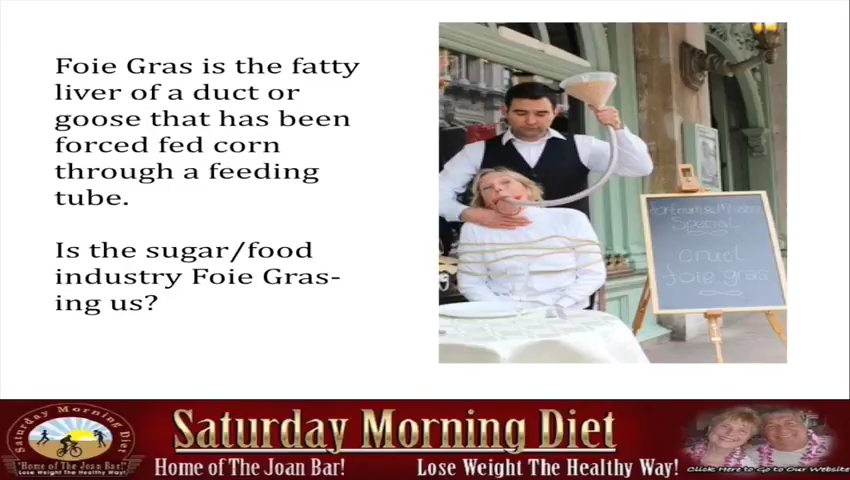 Foie Gras is the fatty
liver of a duct or
goose that has been
forced fed corn
through a feeding
tube.
Is the sugar/food
industry Foie Gras-
ing us?
Special
cruel
foie gras
Saturday Morning Diet
"Home of The Joan Bar!"
Lose Weight The Healthy Way!
Saturday Morning Diet
Home of The Joan Bar!
Lose Weight The Healthy Way!
Click Here to Go to Our Website